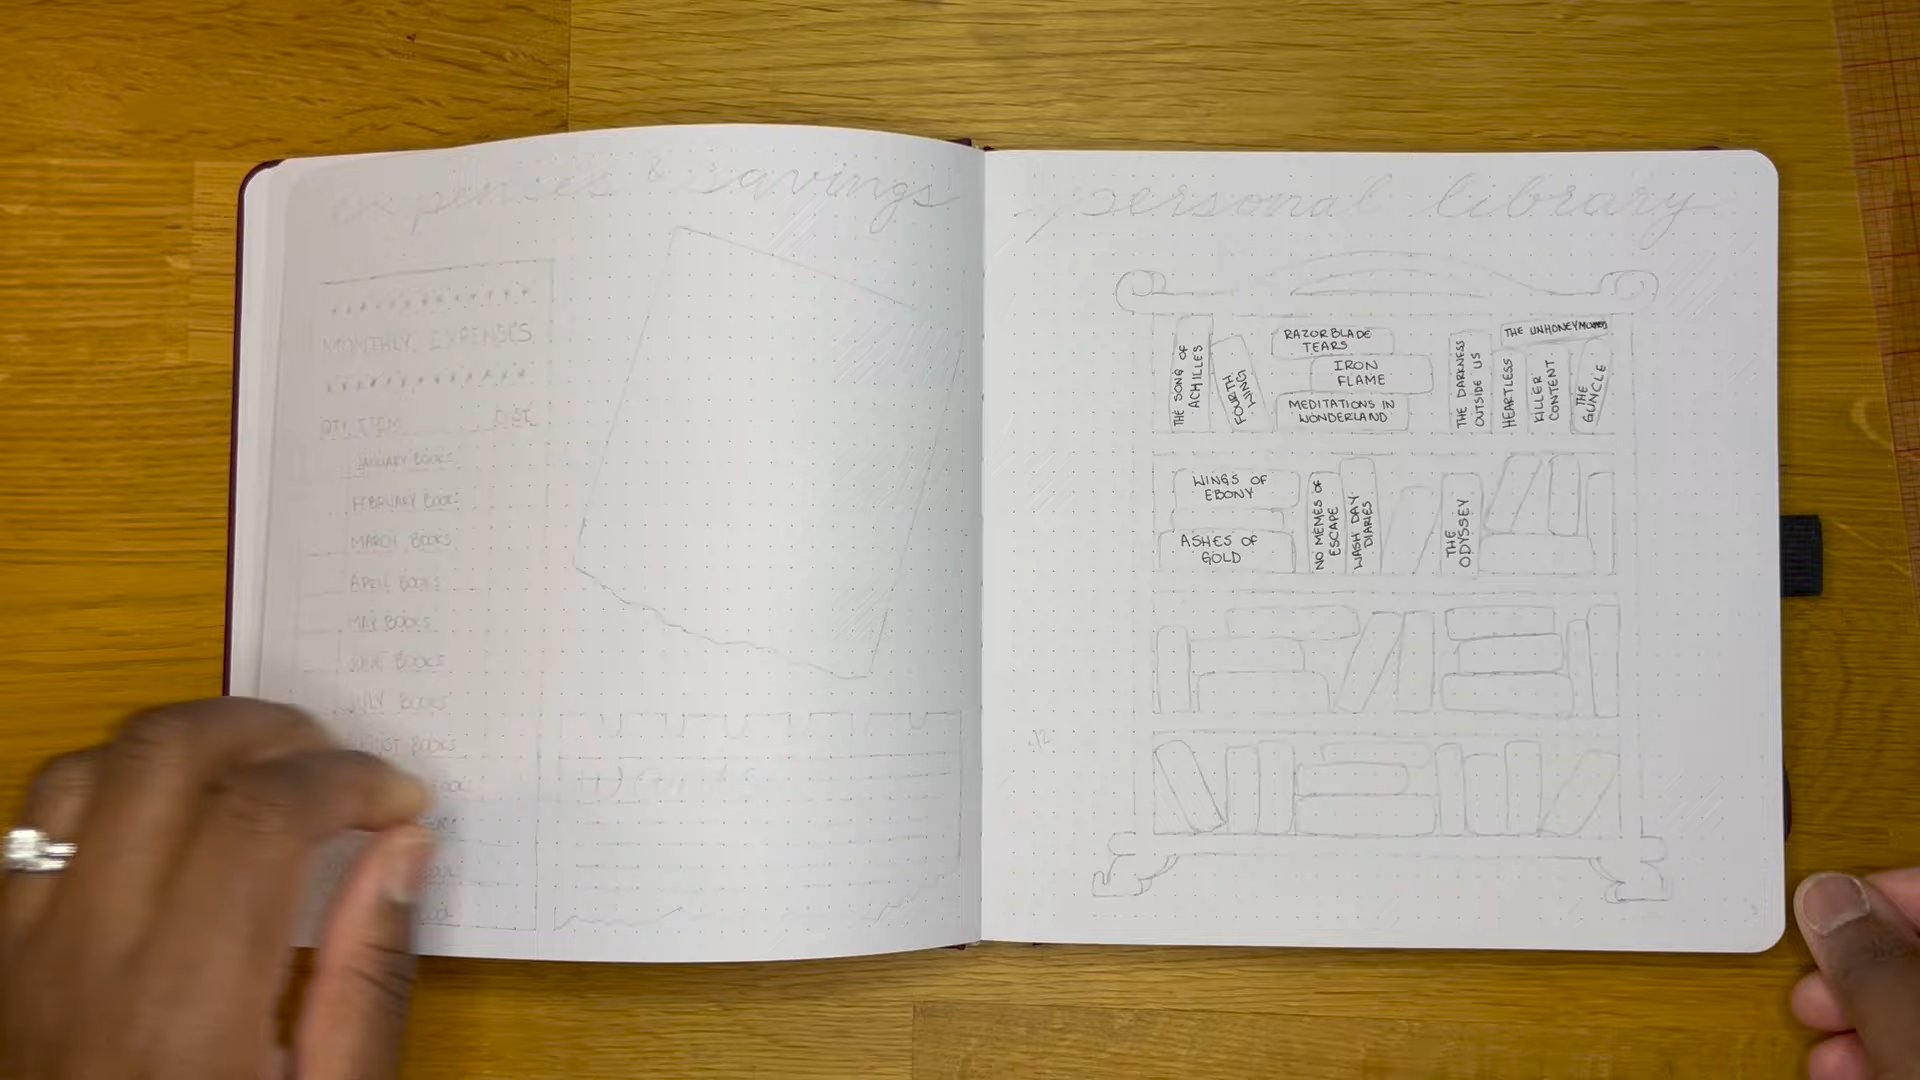 expenses & savings
MONTHLY EXPENSES
QTY ITEM COST
JANUARY BOOKS
FEBRUARY BOOKS
MARCH BOOKS
APRIL BOOKS
MAY BOOKS
JUNE BOOKS
JULY BOOKS
BOOKS
personal library
THE SONG OF
ACHILLES
FOURTH
WING
RAZORBLADE
TEARS
IRON
FLAME
MEDITATIONS IN
WONDERLAND
THE DARKNESS
OUTSIDE US
THE UNHONEYMOONERS
HEARTLESS
KILLER
CONTENT
THE
GUNCLE
WINGS OF
EBONY
ASHES OF
GOLD
NO MEMES OF
ESCAPE
WASH DAY
DIARIES
THE
ODYSSEY